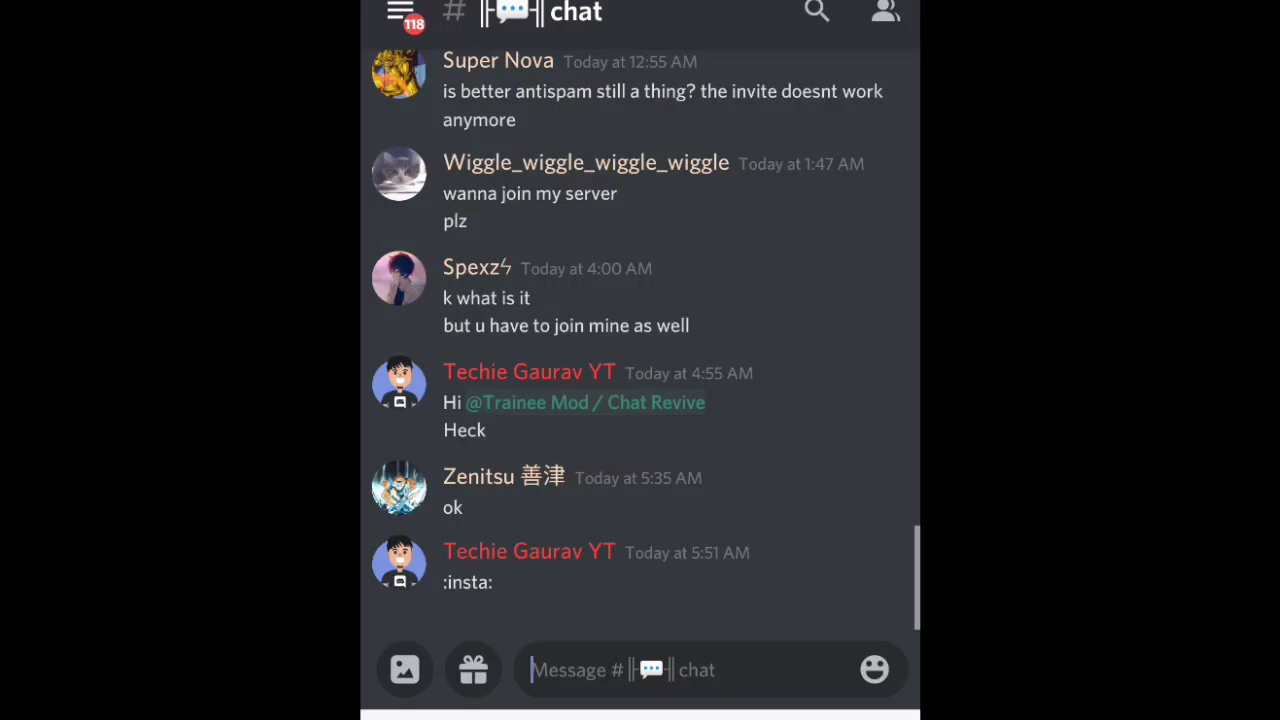 118
# ╟💬╢chat
Super Nova Today at 12:55 AM
is better antispam still a thing? the invite doesnt work
anymore
Wiggle_wiggle_wiggle_wiggle Today at 1:47 AM
wanna join my server
plz
Spexzϟ Today at 4:00 AM
k what is it
but u have to join mine as well
Techie Gaurav YT Today at 4:55 AM
Hi @Trainee Mod / Chat Revive
Heck
Zenitsu 善津 Today at 5:35 AM
ok
Techie Gaurav YT Today at 5:51 AM
:insta:
Message #╟💬╢chat